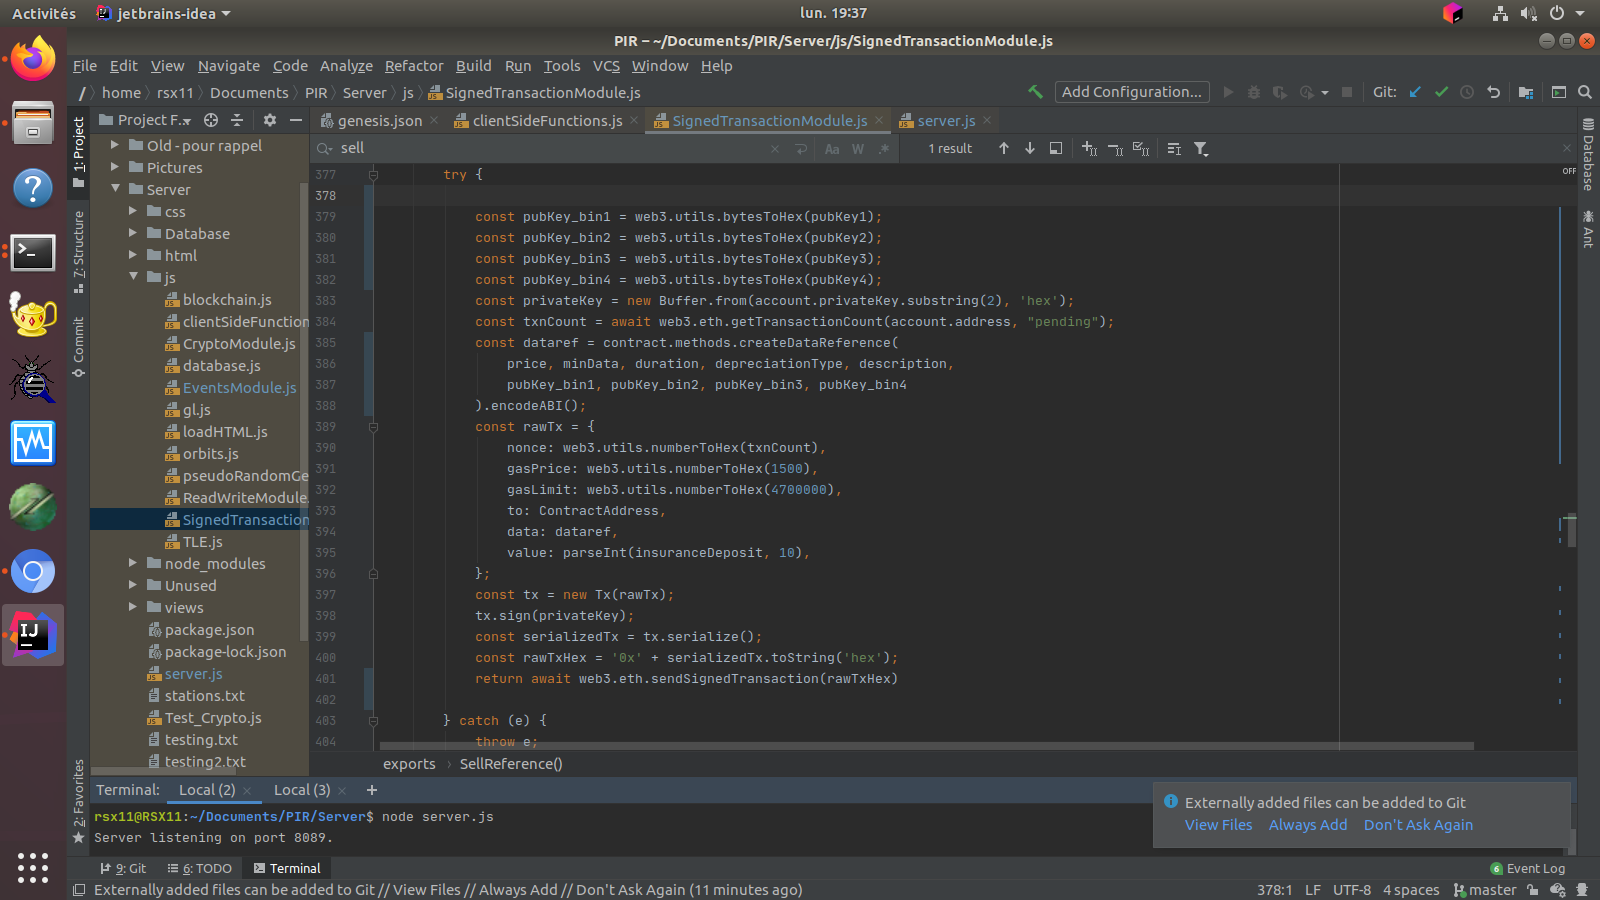 Activités jetbrains-idea lun. 19:37
PIR – ~/Documents/PIR/Server/js/SignedTransactionModule.js
File Edit View Navigate Code Analyze Refactor Build Run Tools VCS Window Help
/ home rsx11 Documents PIR Server js SignedTransactionModule.js Add Configuration... Git:
1: Project
7: Structure
Commit
2: Favorites
Project F...
Old - pour rappel
Pictures
Server
css
Database
html
js
blockchain.js
clientSideFunction
CryptoModule.js
database.js
EventsModule.js
gl.js
loadHTML.js
orbits.js
pseudoRandomGe
ReadWriteModule.
SignedTransaction
TLE.js
node_modules
Unused
views
package.json
package-lock.json
server.js
stations.txt
Test_Crypto.js
testing.txt
testing2.txt
genesis.json clientSideFunctions.js SignedTransactionModule.js server.js
sell Aa W .* 1 result
OFF
377 try {
378
379 const pubKey_bin1 = web3.utils.bytesToHex(pubKey1);
380 const pubKey_bin2 = web3.utils.bytesToHex(pubKey2);
381 const pubKey_bin3 = web3.utils.bytesToHex(pubKey3);
382 const pubKey_bin4 = web3.utils.bytesToHex(pubKey4);
383 const privateKey = new Buffer.from(account.privateKey.substring(2), 'hex');
384 const txnCount = await web3.eth.getTransactionCount(account.address, "pending");
385 const dataref = contract.methods.createDataReference(
386 price, minData, duration, depreciationType, description,
387 pubKey_bin1, pubKey_bin2, pubKey_bin3, pubKey_bin4
388 ).encodeABI();
389 const rawTx = {
390 nonce: web3.utils.numberToHex(txnCount),
391 gasPrice: web3.utils.numberToHex(1500),
392 gasLimit: web3.utils.numberToHex(4700000),
393 to: ContractAddress,
394 data: dataref,
395 value: parseInt(insuranceDeposit, 10),
396 };
397 const tx = new Tx(rawTx);
398 tx.sign(privateKey);
399 const serializedTx = tx.serialize();
400 const rawTxHex = '0x' + serializedTx.toString('hex');
401 return await web3.eth.sendSignedTransaction(rawTxHex)
402
403 } catch (e) {
404 throw e;
exports SellReference()
Database
Ant
Terminal: Local (2) Local (3) +
rsx11@RSX11:~/Documents/PIR/Server$ node server.js
Server listening on port 8089.
Externally added files can be added to Git
View Files Always Add Don't Ask Again
9: Git 6: TODO Terminal 6 Event Log
Externally added files can be added to Git // View Files // Always Add // Don't Ask Again (11 minutes ago) 378:1 LF UTF-8 4 spaces master